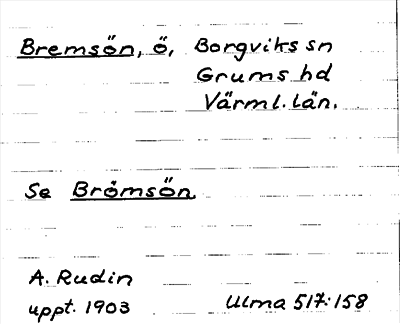 Bremsön, ö, Borgviks sn
Grums hd
Värml. län.
Se Brömsön.
A. Rudin
uppt. 1903 Ulma 517:158